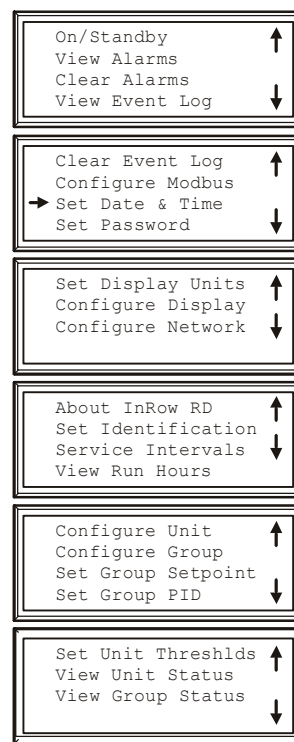 On/Standby
View Alarms
Clear Alarms
View Event Log
Clear Event Log
Configure Modbus
Set Date & Time
Set Password
Set Display Units
Configure Display
Configure Network
About InRow RD
Set Identification
Service Intervals
View Run Hours
Configure Unit
Configure Group
Set Group Setpoint
Set Group PID
Set Unit Threshlds
View Unit Status
View Group Status